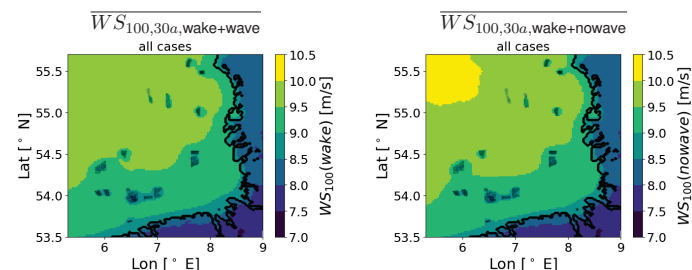 WS100,30a,wake+wave
all cases
55.5
55.0
54.5
54.0
53.5
Lat [° N]
6 7 8 9
Lon [° E]
10.5
10.0
9.5
9.0
8.5
8.0
7.5
7.0
WS100(wake) [m/s]
WS100,30a,wake+nowave
all cases
55.5
55.0
54.5
54.0
53.5
Lat [° N]
6 7 8 9
Lon [° E]
10.5
10.0
9.5
9.0
8.5
8.0
7.5
7.0
WS100(nowave) [m/s]